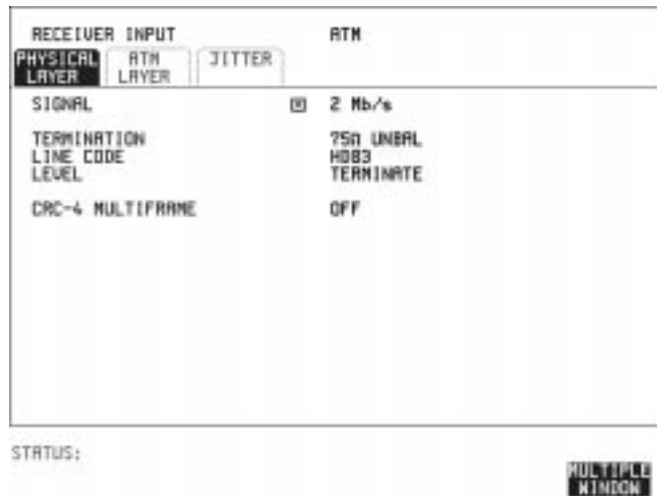 RECEIVER INPUT ATM
PHYSICAL LAYER ATM LAYER JITTER
SIGNAL 2 Mb/s
TERMINATION 75Ω UNBAL
LINE CODE HDB3
LEVEL TERMINATE
CRC-4 MULTIFRAME OFF
STATUS:
MULTIPLE
WINDOW